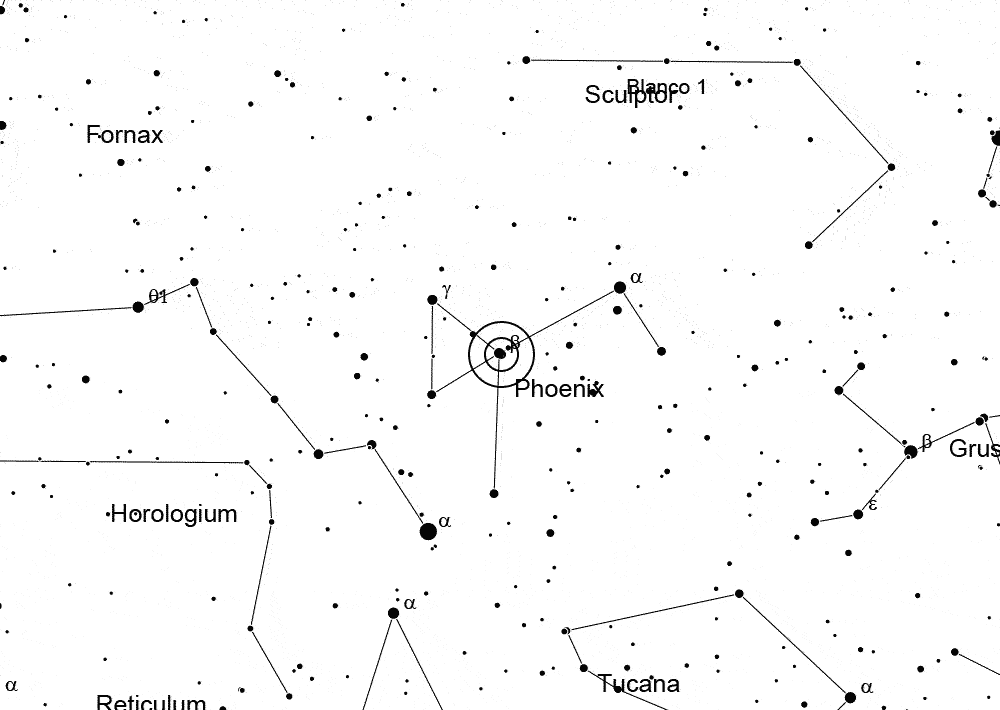 Blanco 1
Sculptor
Fornax
α
θ1
γ
β
Phoenix
β
Grus
ε
Horologium
α
α
Tucana
α
α
Reticulum